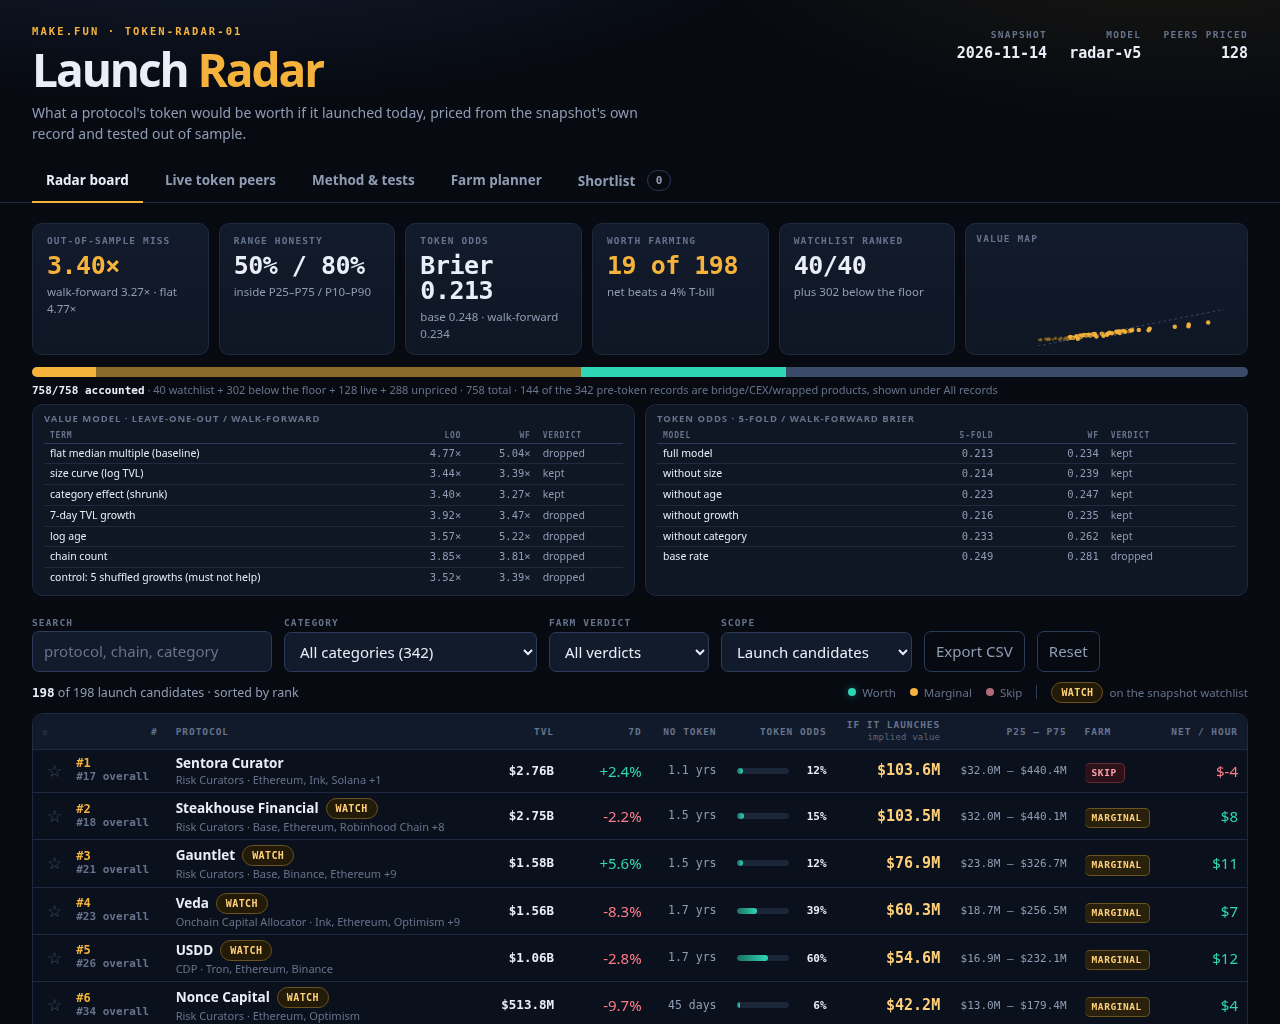 MAKE.FUN · TOKEN-RADAR-01
Launch Radar
What a protocol's token would be worth if it launched today, priced from the snapshot's own
record and tested out of sample.
SNAPSHOT
2026-11-14
MODEL
radar-v5
PEERS PRICED
128
Radar board
Live token peers
Method & tests
Farm planner
Shortlist 0
OUT-OF-SAMPLE MISS
3.40×
walk-forward 3.27× · flat
4.77×
RANGE HONESTY
50% / 80%
inside P25–P75 / P10–P90
TOKEN ODDS
Brier
0.213
base 0.248 · walk-forward
0.234
WORTH FARMING
19 of 198
net beats a 4% T-bill
WATCHLIST RANKED
40/40
plus 302 below the floor
VALUE MAP
758/758 accounted · 40 watchlist + 302 below the floor + 128 live + 288 unpriced · 758 total · 144 of the 342 pre-token records are bridge/CEX/wrapped products, shown under All records
VALUE MODEL · LEAVE-ONE-OUT / WALK-FORWARD
TERM LOO WF VERDICT
flat median multiple (baseline) 4.77× 5.04× dropped
size curve (log TVL) 3.44× 3.39× kept
category effect (shrunk) 3.40× 3.27× kept
7-day TVL growth 3.92× 3.47× dropped
log age 3.57× 5.22× dropped
chain count 3.85× 3.81× dropped
control: 5 shuffled growths (must not help) 3.52× 3.39× dropped
TOKEN ODDS · 5-FOLD / WALK-FORWARD BRIER
MODEL 5-FOLD WF VERDICT
full model 0.213 0.234 kept
without size 0.214 0.239 kept
without age 0.223 0.247 kept
without growth 0.216 0.235 kept
without category 0.233 0.262 kept
base rate 0.249 0.281 dropped
SEARCH
protocol, chain, category
CATEGORY
All categories (342)
FARM VERDICT
All verdicts
SCOPE
Launch candidates
Export CSV
Reset
198 of 198 launch candidates · sorted by rank
Worth Marginal Skip WATCH on the snapshot watchlist
# PROTOCOL TVL 7D NO TOKEN TOKEN ODDS IF IT LAUNCHES P25 – P75 FARM NET / HOUR
implied value
☆ #1 Sentora Curator $2.76B +2.4% 1.1 yrs 12% $103.6M $32.0M – $440.4M SKIP $-4
#17 overall Risk Curators · Ethereum, Ink, Solana +1
☆ #2 Steakhouse Financial WATCH $2.75B -2.2% 1.5 yrs 15% $103.5M $32.0M – $440.1M MARGINAL $8
#18 overall Risk Curators · Base, Ethereum, Robinhood Chain +8
☆ #3 Gauntlet WATCH $1.58B +5.6% 1.5 yrs 12% $76.9M $23.8M – $326.7M MARGINAL $11
#21 overall Risk Curators · Base, Binance, Ethereum +9
☆ #4 Veda WATCH $1.56B -8.3% 1.7 yrs 39% $60.3M $18.7M – $256.5M MARGINAL $7
#23 overall Onchain Capital Allocator · Ink, Ethereum, Optimism +9
☆ #5 USDD WATCH $1.06B -2.8% 1.7 yrs 60% $54.6M $16.9M – $232.1M MARGINAL $12
#26 overall CDP · Tron, Ethereum, Binance
☆ #6 Nonce Capital WATCH $513.8M -9.7% 45 days 6% $42.2M $13.0M – $179.4M MARGINAL $4
#34 overall Risk Curators · Ethereum, Optimism